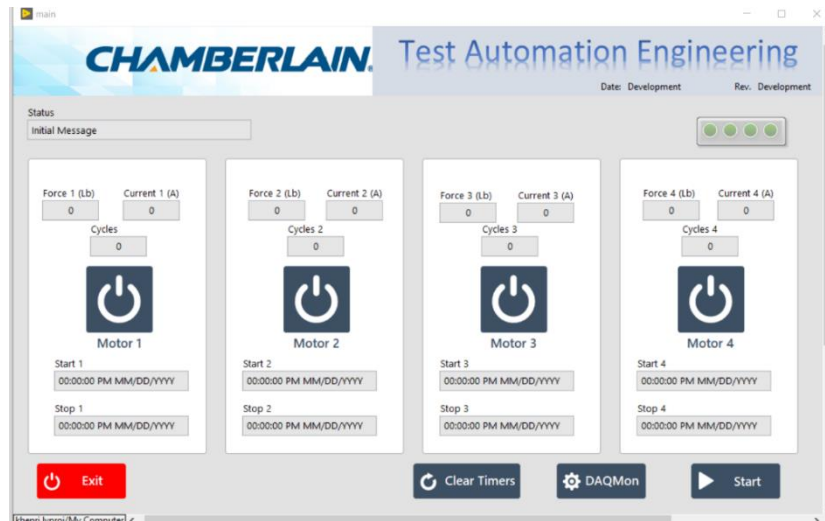 main
CHAMBERLAIN.
Test Automation Engineering
Date: Development Rev. Development
Status
Initial Message
Force 1 (Lb) Current 1 (A)
0 0
Cycles
0
Motor 1
Start 1
00:00:00 PM MM/DD/YYYY
Stop 1
00:00:00 PM MM/DD/YYYY
Force 2 (Lb) Current 2 (A)
0 0
Cycles 2
0
Motor 2
Start 2
00:00:00 PM MM/DD/YYYY
Stop 2
00:00:00 PM MM/DD/YYYY
Force 3 (Lb) Current 3 (A)
0 0
Cycles 3
0
Motor 3
Start 3
00:00:00 PM MM/DD/YYYY
Stop 3
00:00:00 PM MM/DD/YYYY
Force 4 (Lb) Current 4 (A)
0 0
Cycles 4
0
Motor 4
Start 4
00:00:00 PM MM/DD/YYYY
Stop 4
00:00:00 PM MM/DD/YYYY
Exit Clear Timers DAQMon Start
Computer